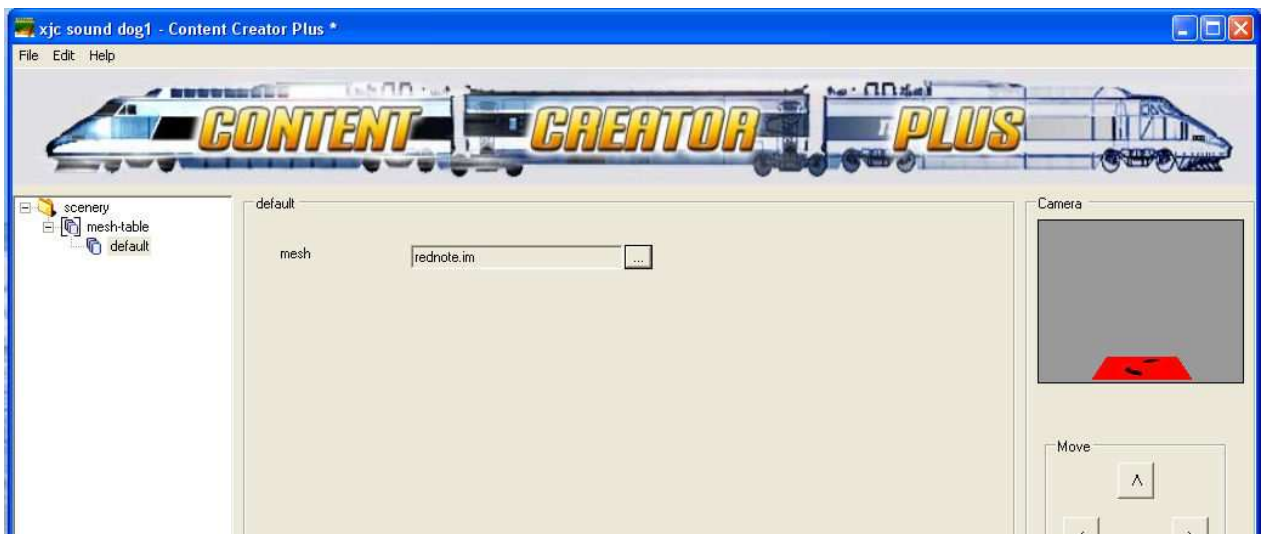 xjc sound dog1 - Content Creator Plus *
File Edit Help
CONTENT CREATOR PLUS
scenery
mesh-table
default
default
mesh
rednote.im
...
Camera
Move